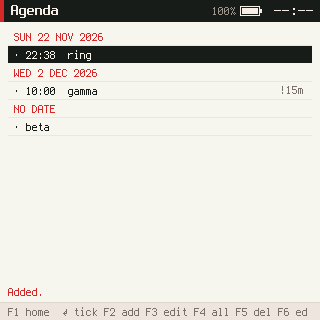 Agenda 100% --:--
SUN 22 NOV 2026
· 22:38 ring
WED 2 DEC 2026
· 10:00 gamma !15m
NO DATE
· beta
Added.
F1 home ↲ tick F2 add F3 edit F4 all F5 del F6 ed